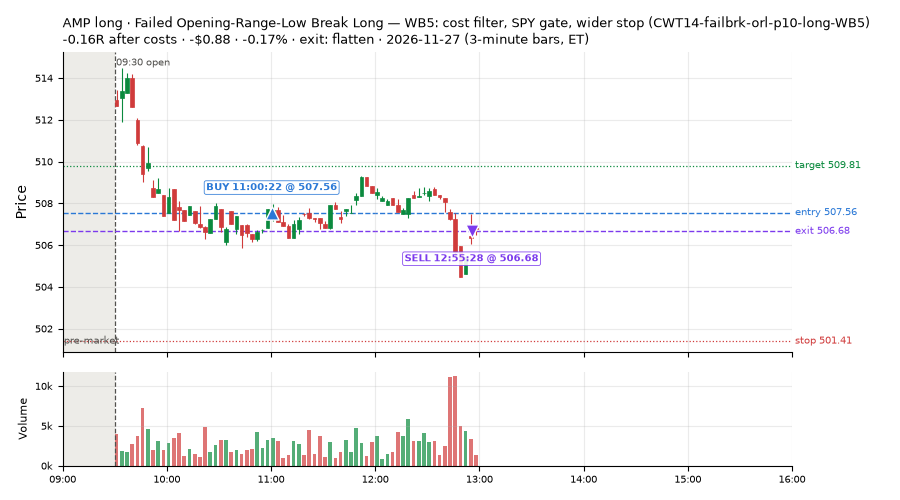 AMP long · Failed Opening-Range-Low Break Long — WB5: cost filter, SPY gate, wider stop (CWT14-failbrk-orl-p10-long-WB5)
-0.16R after costs · -$0.88 · -0.17% · exit: flatten · 2026-11-27 (3-minute bars, ET)
09:30 open
514
512
510
508
506
504
502
Price
target 509.81
BUY 11:00:22 @ 507.56
entry 507.56
exit 506.68
SELL 12:55:28 @ 506.68
pre-market
stop 501.41
10k
5k
0k
Volume
09:00
10:00
11:00
12:00
13:00
14:00
15:00
16:00